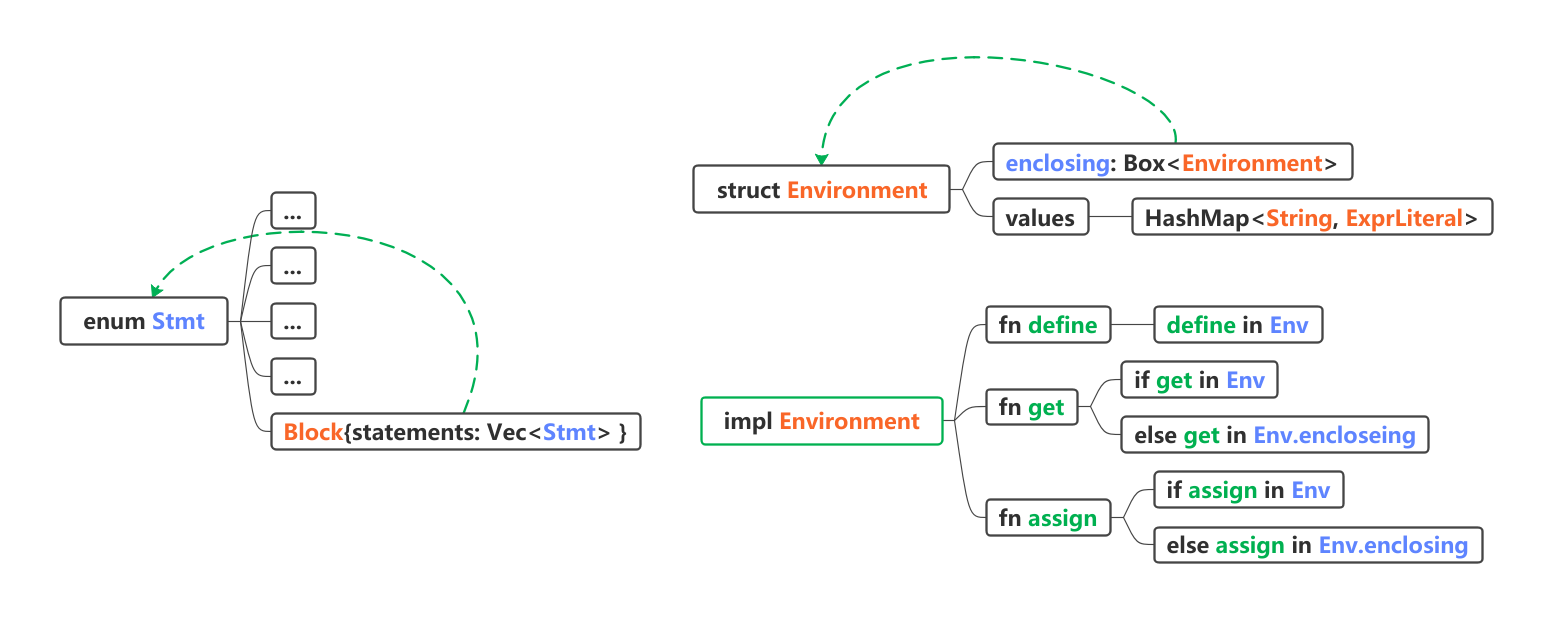 ...
...
enum Stmt
...
...
Block{statements: Vec<Stmt> }
struct Environment
enclosing: Box<Environment>
values
HashMap<String, ExprLiteral>
impl Environment
fn define
define in Env
fn get
if get in Env
else get in Env.encloseing
fn assign
if assign in Env
else assign in Env.enclosing